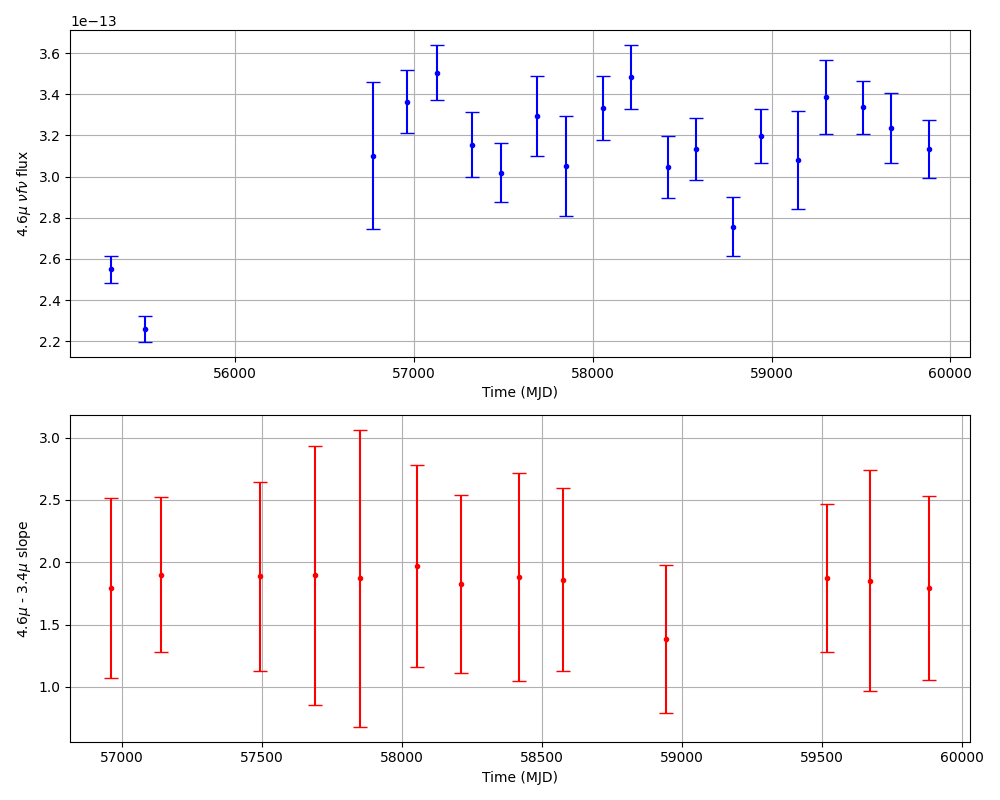 1e−13
3.6
3.4
3.2
3.0
2.8
2.6
2.4
2.2
4.6μ νfν flux
56000 57000 58000 59000 60000
Time (MJD)
3.0
2.5
2.0
1.5
1.0
4.6μ - 3.4μ slope
57000 57500 58000 58500 59000 59500 60000
Time (MJD)